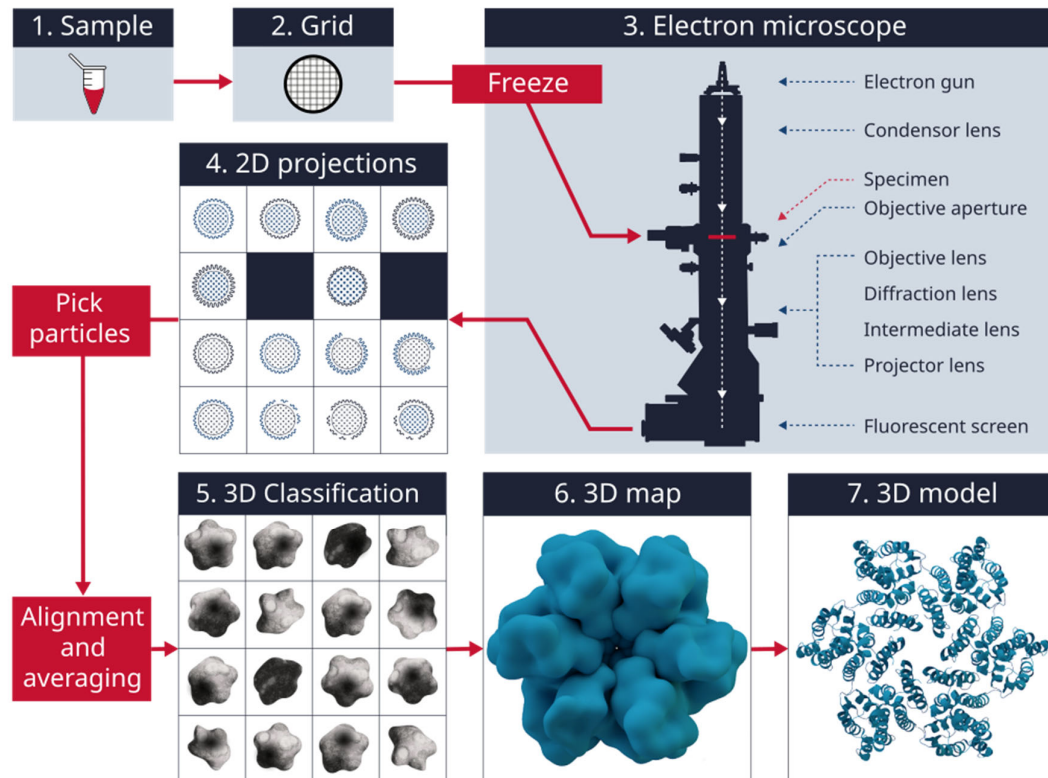 1. Sample
2. Grid
3. Electron microscope
Freeze
Electron gun
Condensor lens
Specimen
Objective aperture
Objective lens
Diffraction lens
Intermediate lens
Projector lens
Fluorescent screen
4. 2D projections
Pick
particles
Alignment
and
averaging
5. 3D Classification
6. 3D map
7. 3D model